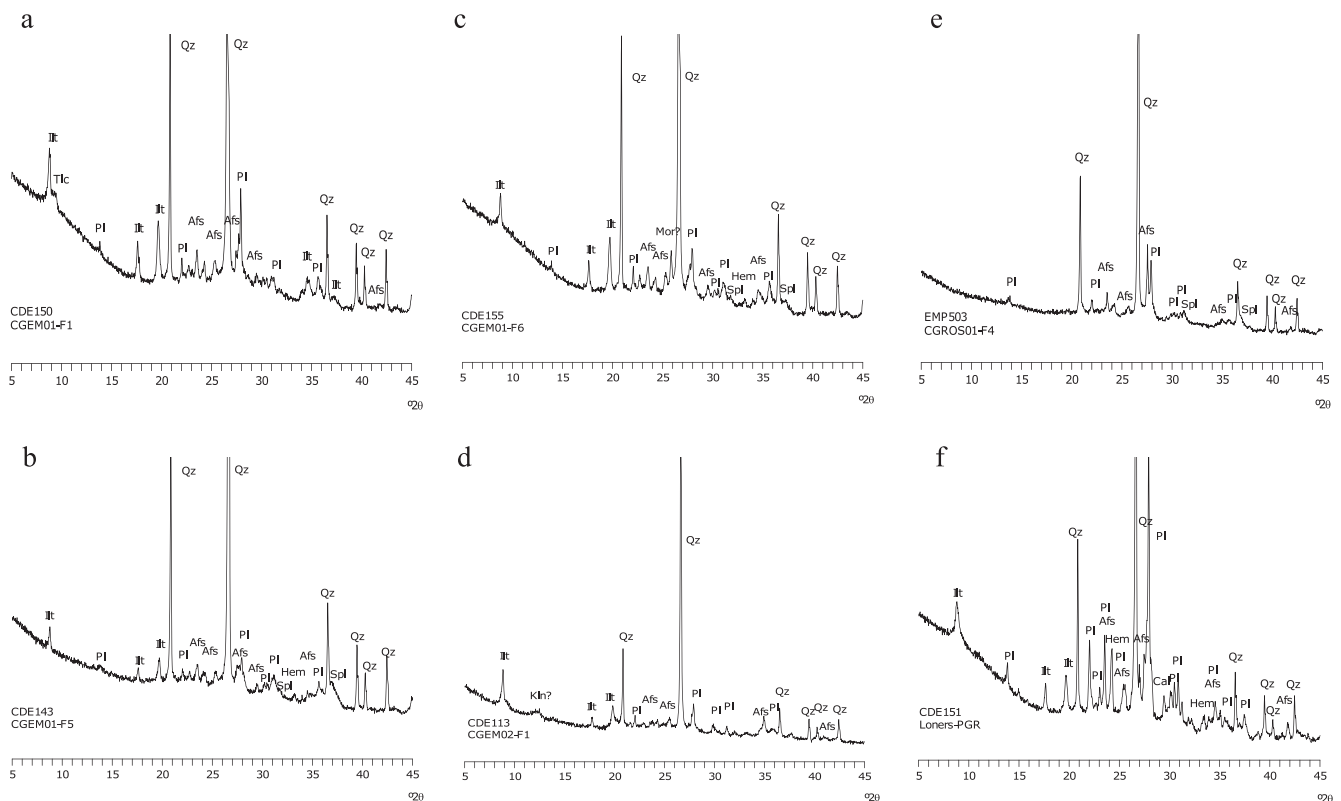 a
Qz
Qz
Ilt
Tlc
Pl
Ilt
Ilt
Pl
Afs
Afs
Afs
Pl
Afs
Pl
Ilt
Pl
Ilt
Qz
Qz
Qz
Afs
Qz
CDE150
CGEM01-F1
5 10 15 20 25 30 35 40 45
º2θ
c
Qz
Qz
Ilt
Pl
Ilt
Ilt
Pl
Afs
Afs
Mor?
Pl
Afs
Pl
Pl
Spl
Hem
Afs
Pl
Spl
Qz
Qz
Qz
Qz
CDE155
CGEM01-F6
5 10 15 20 25 30 35 40 45
º2θ
e
Qz
Qz
Pl
Pl
Afs
Afs
Afs
Pl
Pl
Pl
Spl
Afs
Pl
Spl
Qz
Qz
Qz
Afs
Qz
EMP503
CGROS01-F4
5 10 15 20 25 30 35 40 45
º2θ
b
Qz
Qz
Ilt
Pl
Ilt
Ilt
Pl
Afs
Afs
Afs
Pl
Afs
Pl
Pl
Spl
Hem
Afs
Pl
Spl
Qz
Qz
Qz
Qz
CDE143
CGEM01-F5
5 10 15 20 25 30 35 40 45
º2θ
d
Qz
Ilt
Kln?
Ilt
Ilt
Qz
Pl
Afs
Afs
Pl
Pl
Pl
Afs
Pl
Qz
Qz
Qz
Afs
Qz
CDE113
CGEM02-F1
5 10 15 20 25 30 35 40 45
º2θ
f
Qz
Qz
Pl
Ilt
Pl
Ilt
Ilt
Pl
Pl
Pl
Afs
Hem
Pl
Afs
Afs
Cal
Pl
Pl
Hem
Pl
Afs
Pl
Pl
Qz
Pl
Qz
Qz
Afs
Qz
CDE151
Loners-PGR
5 10 15 20 25 30 35 40 45
º2θ